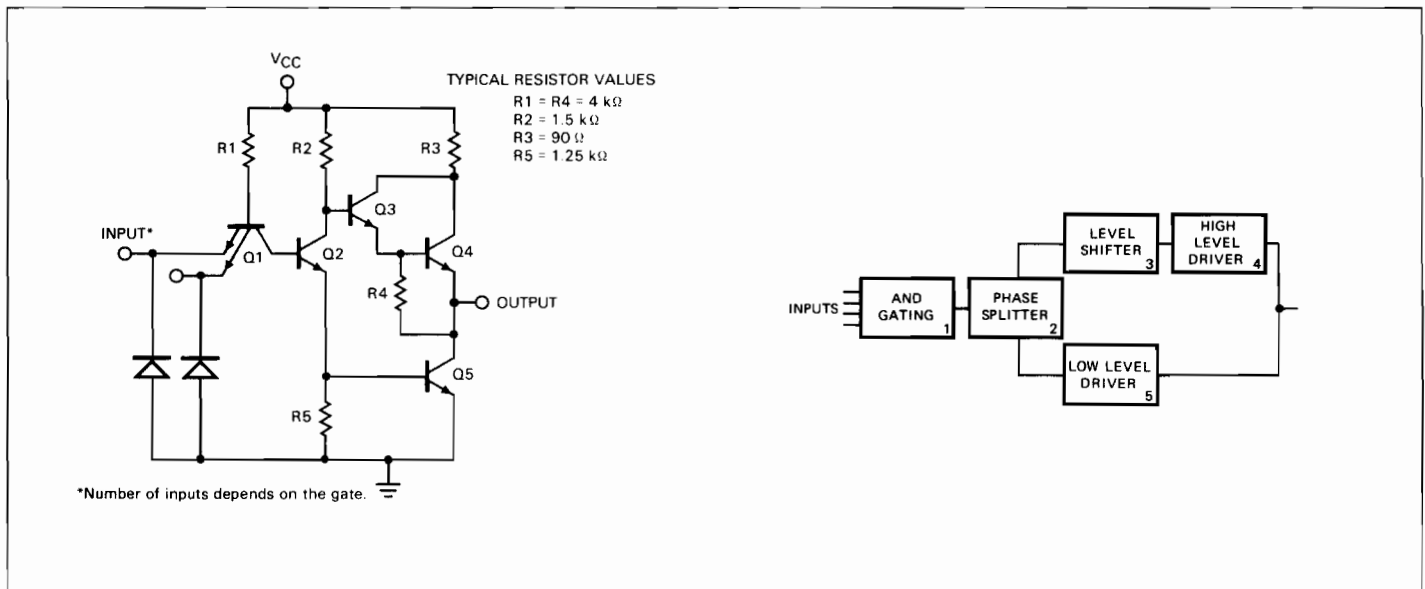 VCC
TYPICAL RESISTOR VALUES
R1 = R4 = 4 kΩ
R2 = 1.5 kΩ
R3 = 90 Ω
R5 = 1.25 kΩ
R1
R2
R3
Q3
INPUT*
Q1
Q2
Q4
R4
OUTPUT
Q5
R5
*Number of inputs depends on the gate.
INPUTS
AND
GATING
1
PHASE
SPLITTER
2
LEVEL
SHIFTER
3
HIGH
LEVEL
DRIVER
4
LOW LEVEL
DRIVER
5